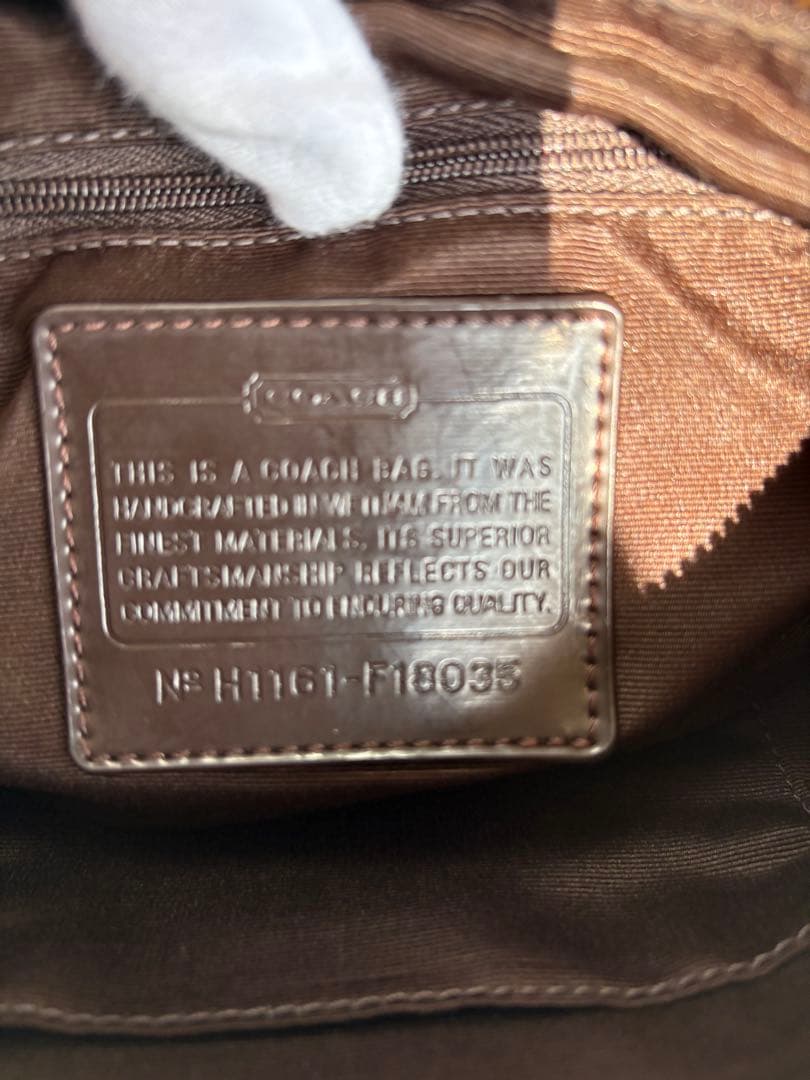 COACH
THIS IS A COACH BAG. IT WAS
HANDCRAFTED IN VIETNAM FROM THE
FINEST MATERIALS. ITS SUPERIOR
CRAFTSMANSHIP REFLECTS OUR
COMMITMENT TO ENDURING QUALITY.
Nº H1161-F18035